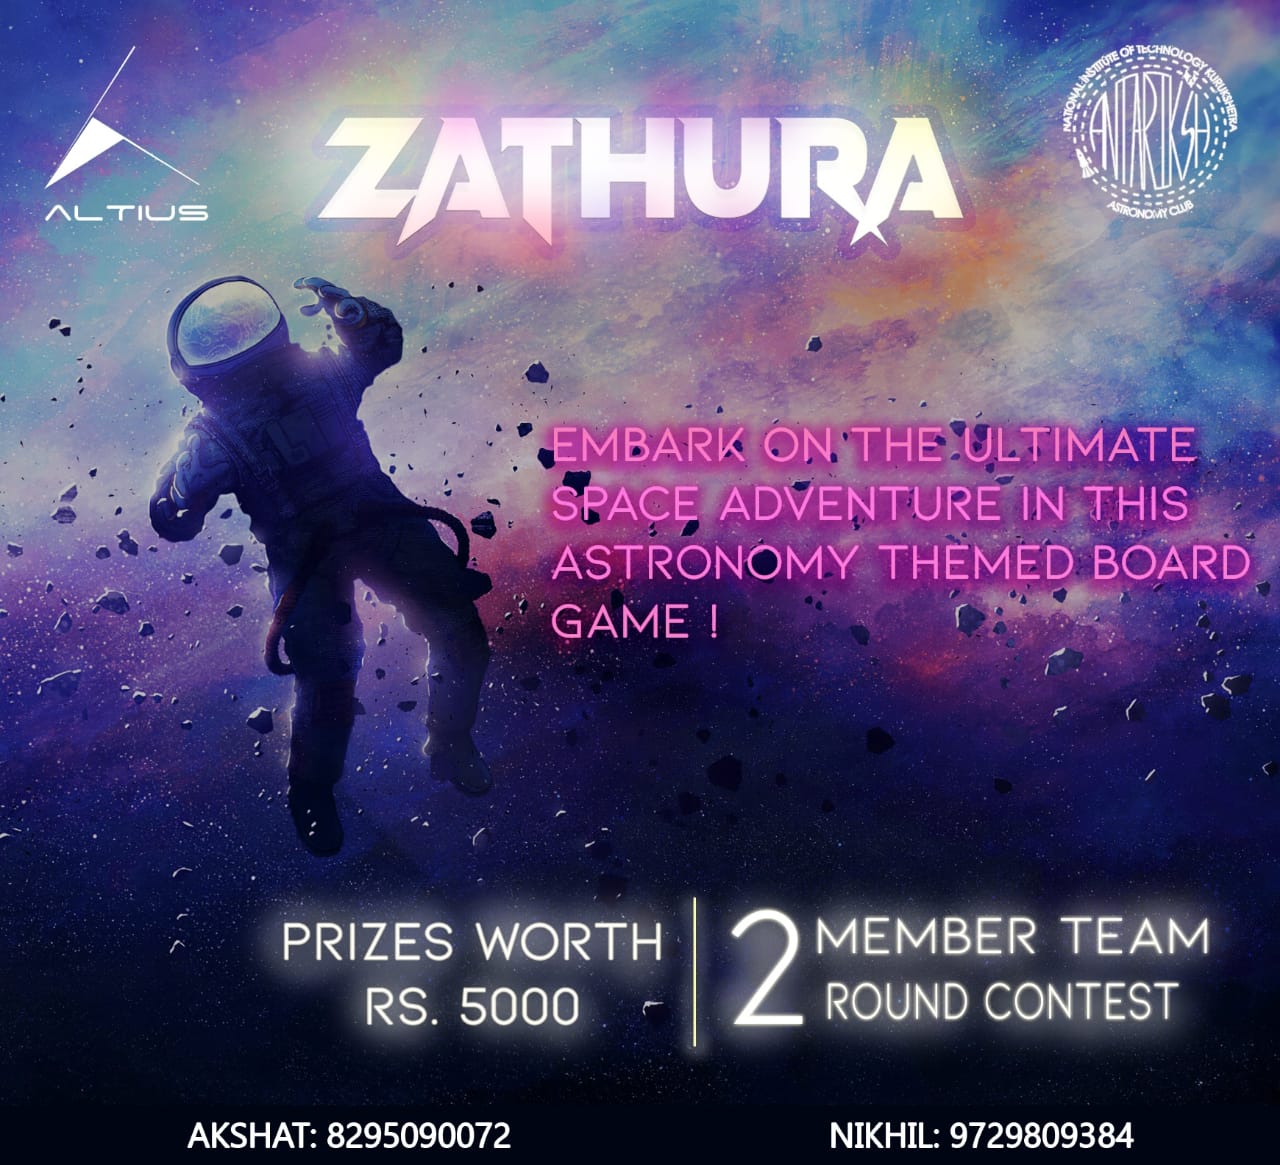 ALTIUS
ZATHURA
NATIONAL INSTITUTE OF TECHNOLOGY KURUKSHETRA
ANTARIKSH
ASTRONOMY CLUB
EMBARK ON THE ULTIMATE
SPACE ADVENTURE IN THIS
ASTRONOMY THEMED BOARD
GAME !
PRIZES WORTH
RS. 5000
2 MEMBER TEAM
ROUND CONTEST
AKSHAT: 8295090072
NIKHIL: 9729809384